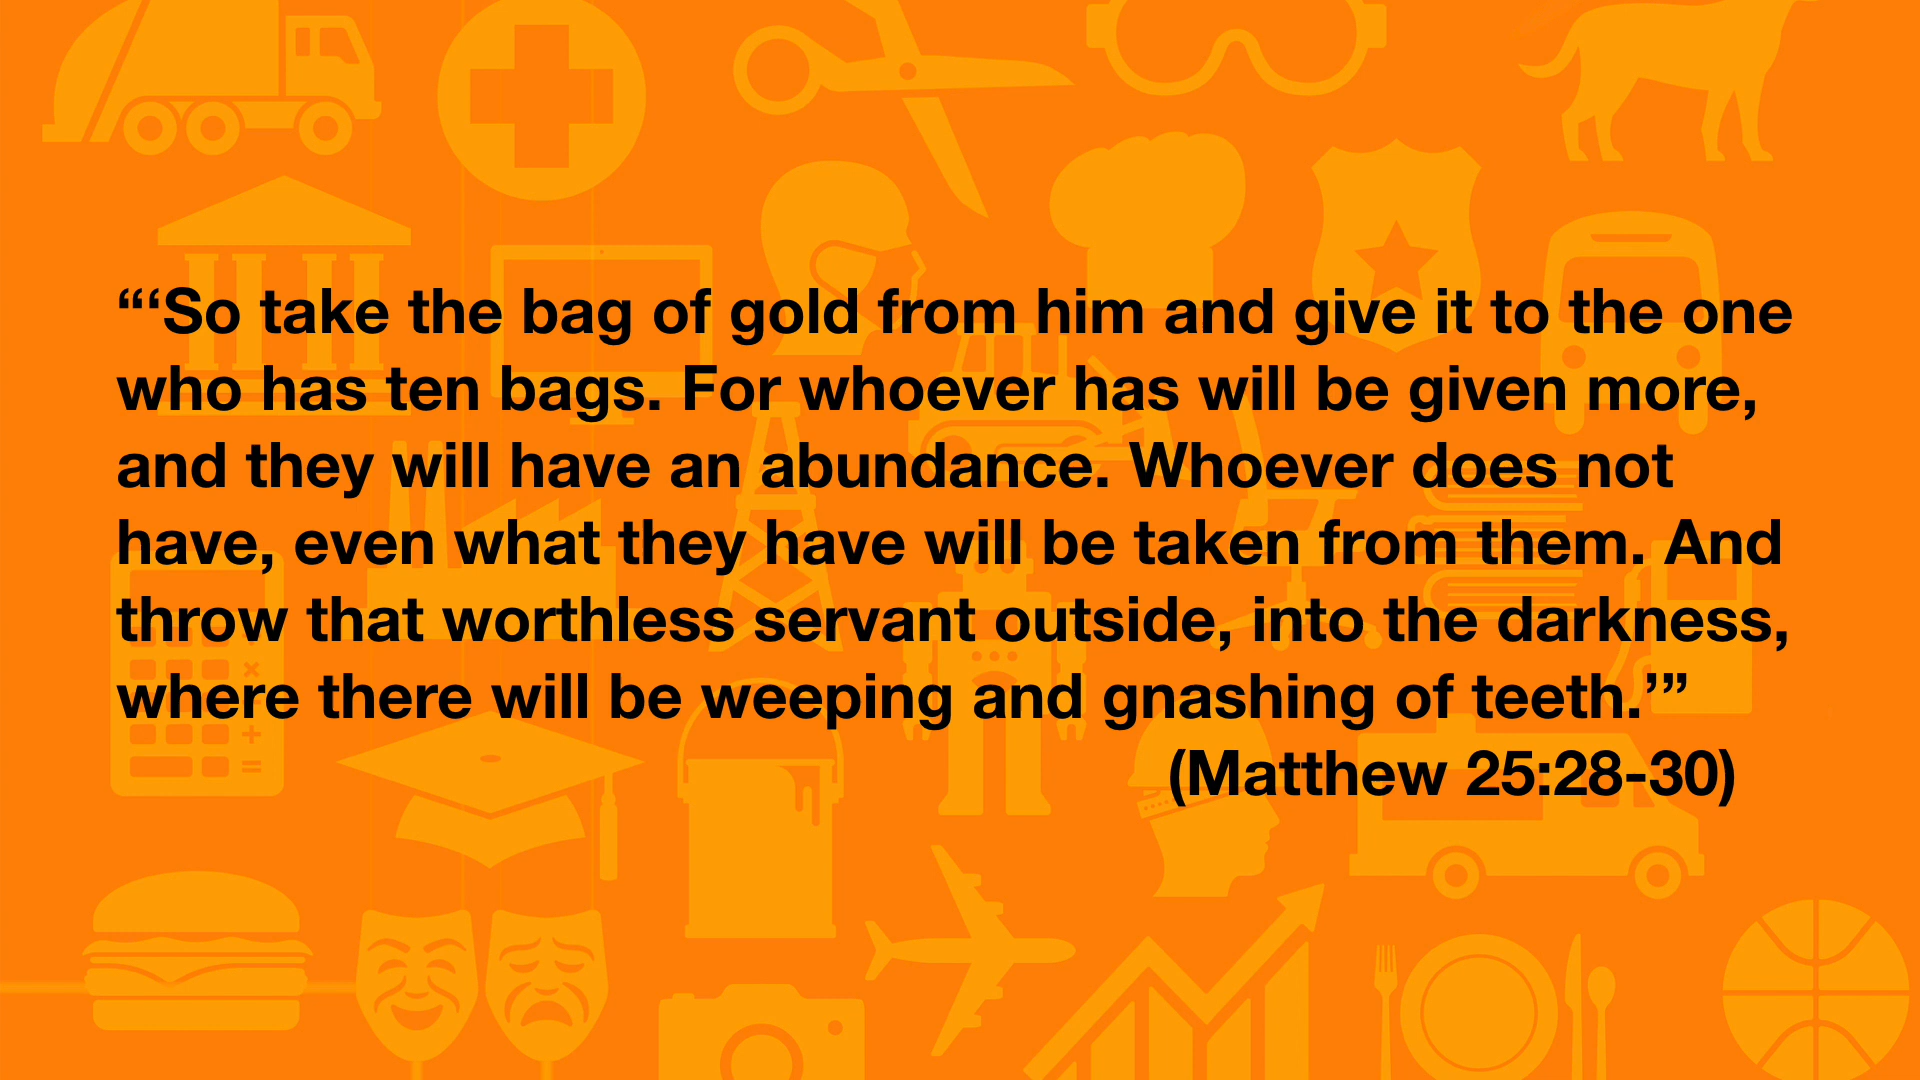 “‘So take the bag of gold from him and give it to the one
who has ten bags. For whoever has will be given more,
and they will have an abundance. Whoever does not
have, even what they have will be taken from them. And
throw that worthless servant outside, into the darkness,
where there will be weeping and gnashing of teeth.’”
(Matthew 25:28-30)